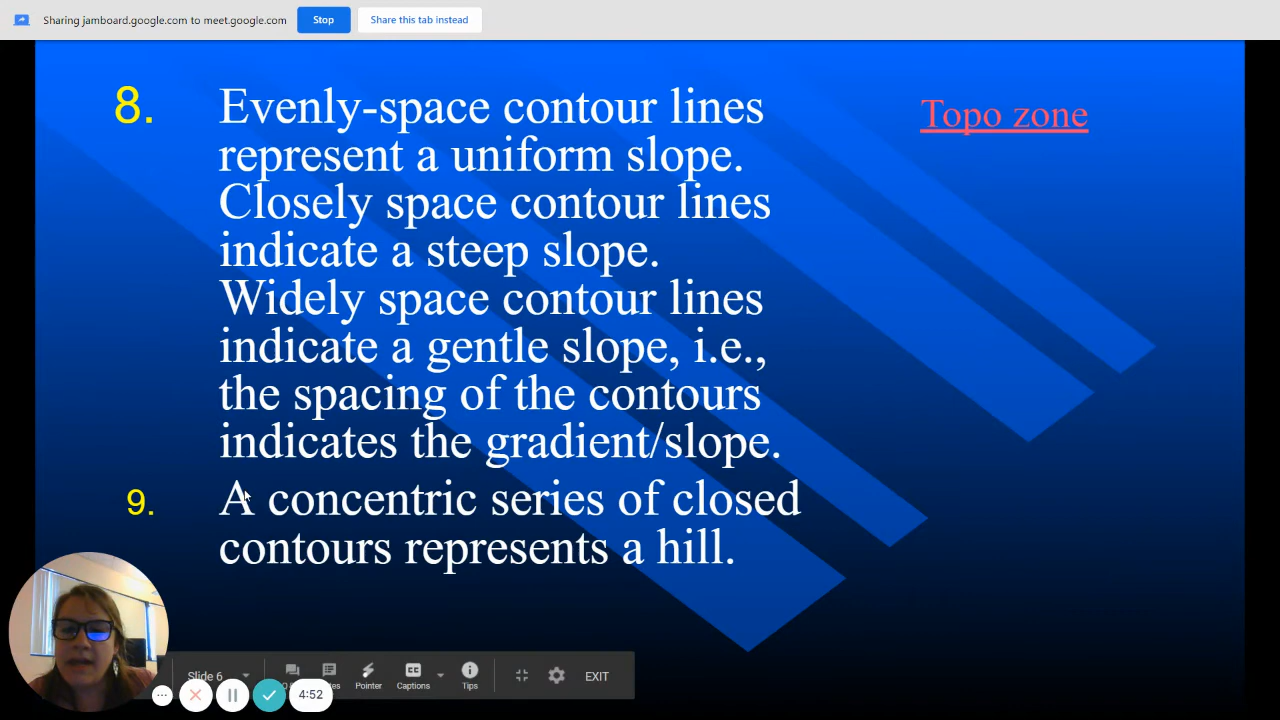 Sharing jamboard.google.com to meet.google.com Stop Share this tab instead
8. Evenly-space contour lines
represent a uniform slope.
Closely space contour lines
indicate a steep slope.
Widely space contour lines
indicate a gentle slope, i.e.,
the spacing of the contours
indicates the gradient/slope.
Topo zone
9. A concentric series of closed
contours represents a hill.
Slide 6
Pointer Captions Tips EXIT
CC
4:52